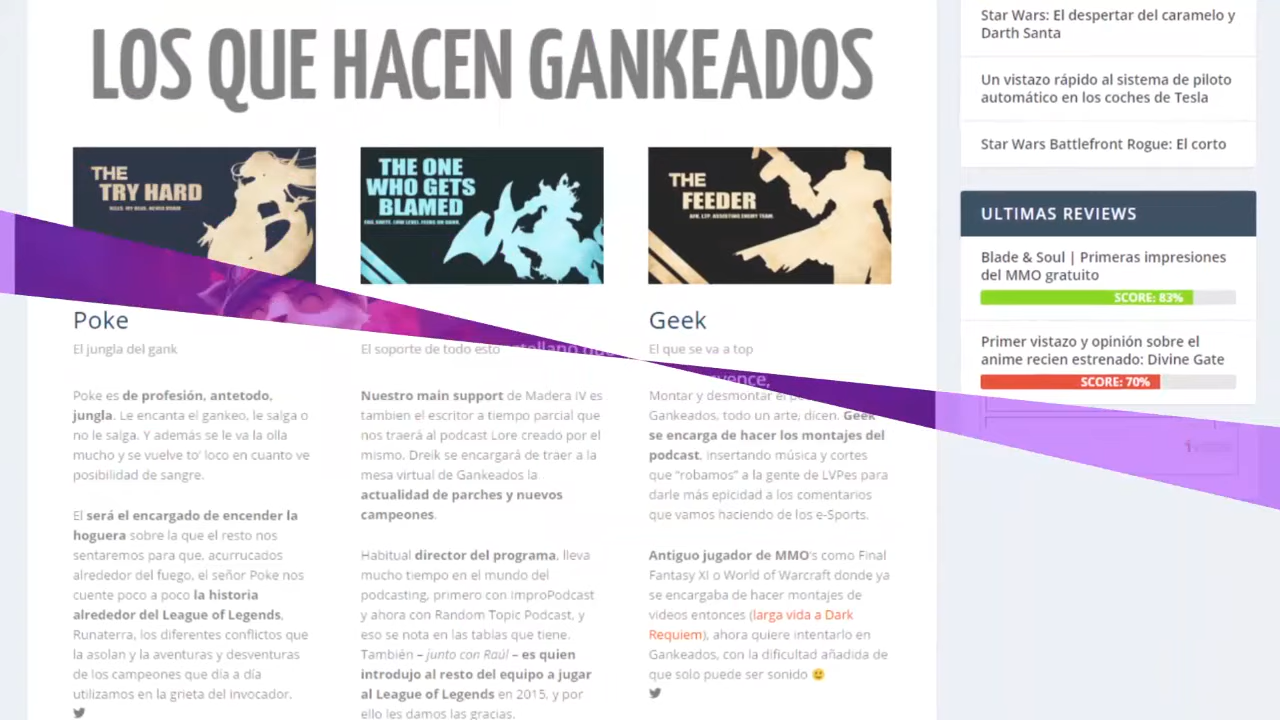 LOS QUE HACEN GANKEADOS
THE
TRY HARD
THE ONE
WHO GETS
BLAMED
THE
FEEDER
AFK, LVP, ASSISTING ENEMY TEAM.
Poke
El jungla del gank
Poke es de profesión, antetodo,
jungla. Le encanta el gankeo, le salga o
no le salga. Y además se le va la olla
mucho y se vuelve to' loco en cuanto ve
posibilidad de sangre.
El será el encargado de encender la
hoguera sobre la que el resto nos
sentaremos para que, acurrucados
alrededor del fuego, el señor Poke nos
cuente poco a poco la historia
alrededor del League of Legends,
Runaterra, los diferentes conflictos que
la asolan y la aventuras y desventuras
de los campeones que día a día
utilizamos en la grieta del invocador.
El soporte de todo esto
Nuestro main support de Madera IV es
tambien el escritor a tiempo parcial que
nos traerá al podcast Lore creado por el
mismo. Dreik se encargará de traer a la
mesa virtual de Gankeados la
actualidad de parches y nuevos
campeones.
Habitual director del programa, lleva
mucho tiempo en el mundo del
podcasting, primero con ImproPodcast
y ahora con Random Topic Podcast, y
eso se nota en las tablas que tiene.
También – junto con Raúl – es quien
introdujo al resto del equipo a jugar
al League of Legends en 2015, y por
ello les damos las gracias.
Geek
El que se va a top
Montar y desmontar el
Gankeados, todo un arte, dicen. Geek
se encarga de hacer los montajes del
podcast, insertando música y cortes
que "robamos" a la gente de LVPes para
darle más epicidad a los comentarios
que vamos haciendo de los e-Sports.
Antiguo jugador de MMO's como Final
Fantasy XI o World of Warcraft donde ya
se encargaba de hacer montajes de
videos entonces (larga vida a Dark
Requiem), ahora quiere intentarlo en
Gankeados, con la dificultad añadida de
que solo puede ser sonido 😃
Star Wars: El despertar del caramelo y
Darth Santa
Un vistazo rápido al sistema de piloto
automático en los coches de Tesla
Star Wars Battlefront Rogue: El corto
ULTIMAS REVIEWS
Blade & Soul | Primeras impresiones
del MMO gratuito
SCORE: 83%
Primer vistazo y opinión sobre el
anime recien estrenado: Divine Gate
SCORE: 70%